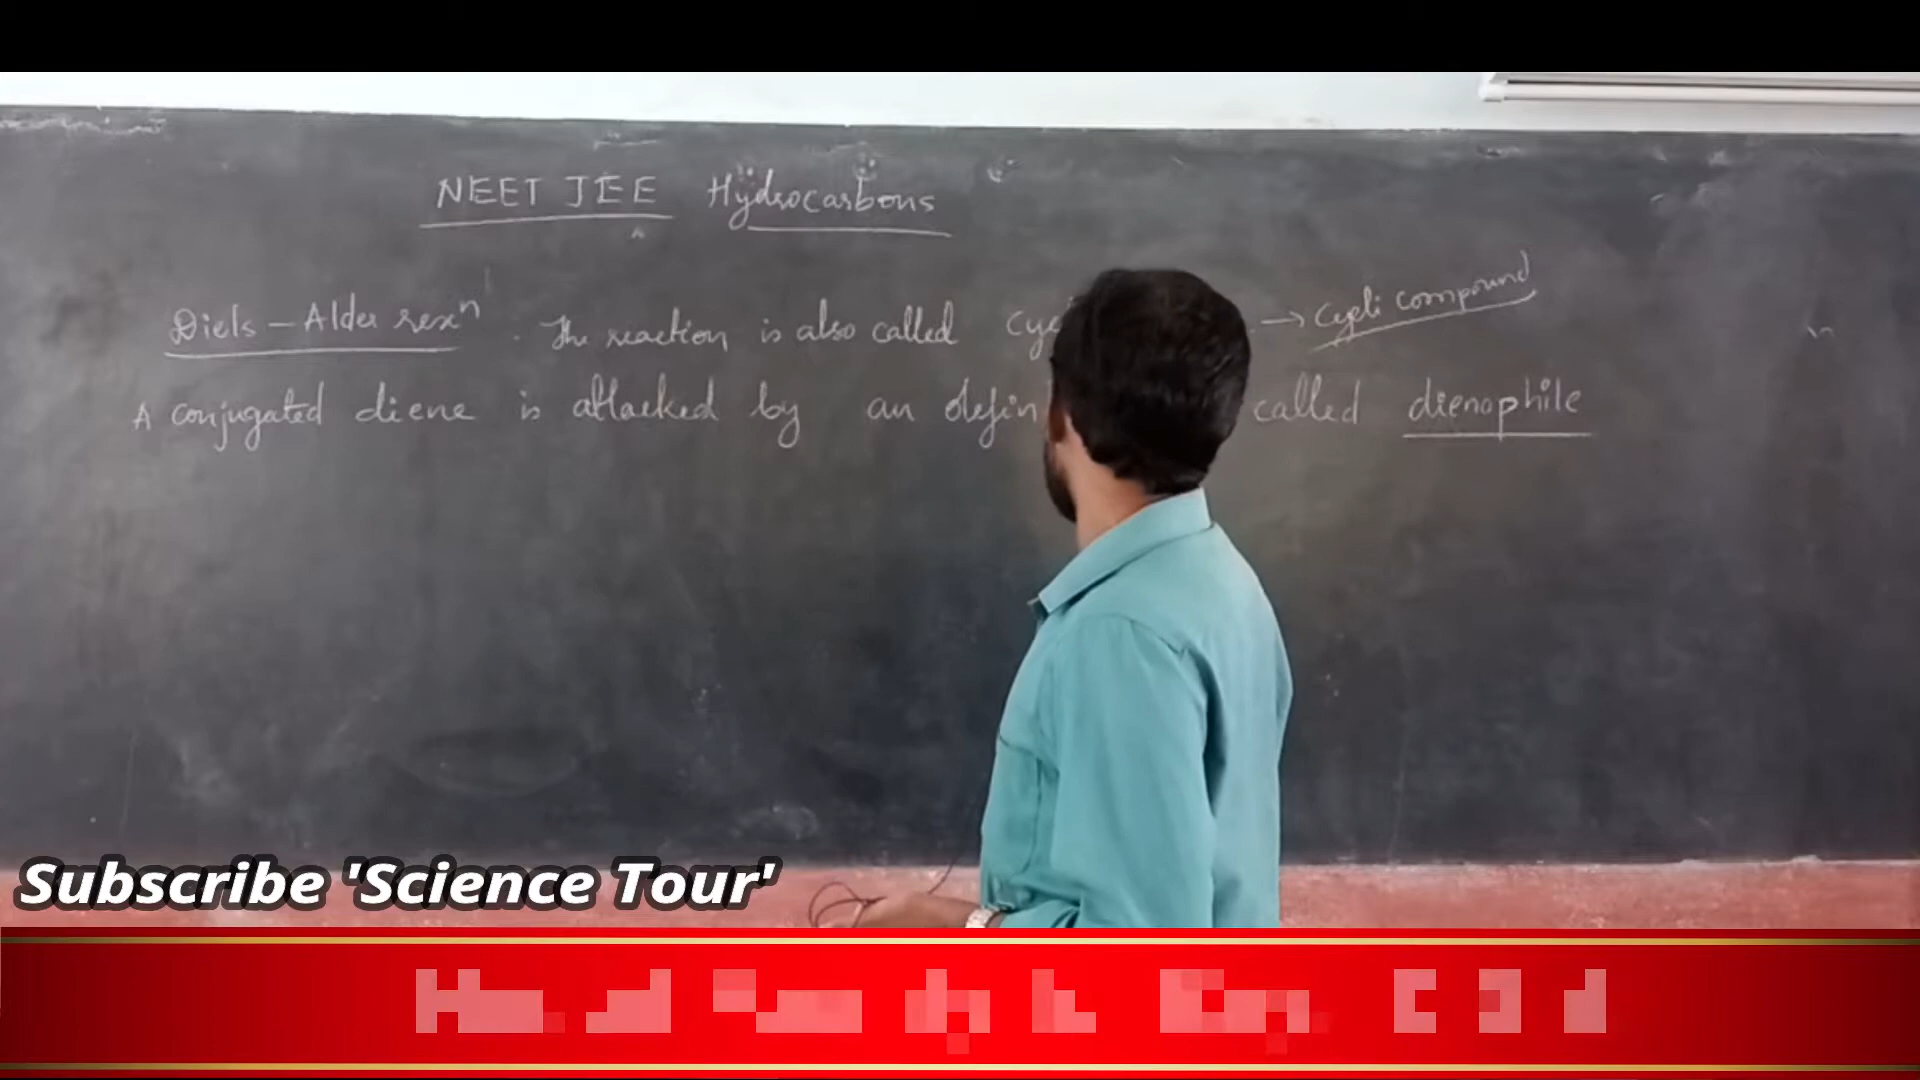 NEET JEE Hydrocarbons
Diels - Alder rexⁿ . The reaction is also called → Cycli compound
A conjugated diene is attacked by an called dienophile
Subscribe 'Science Tour'